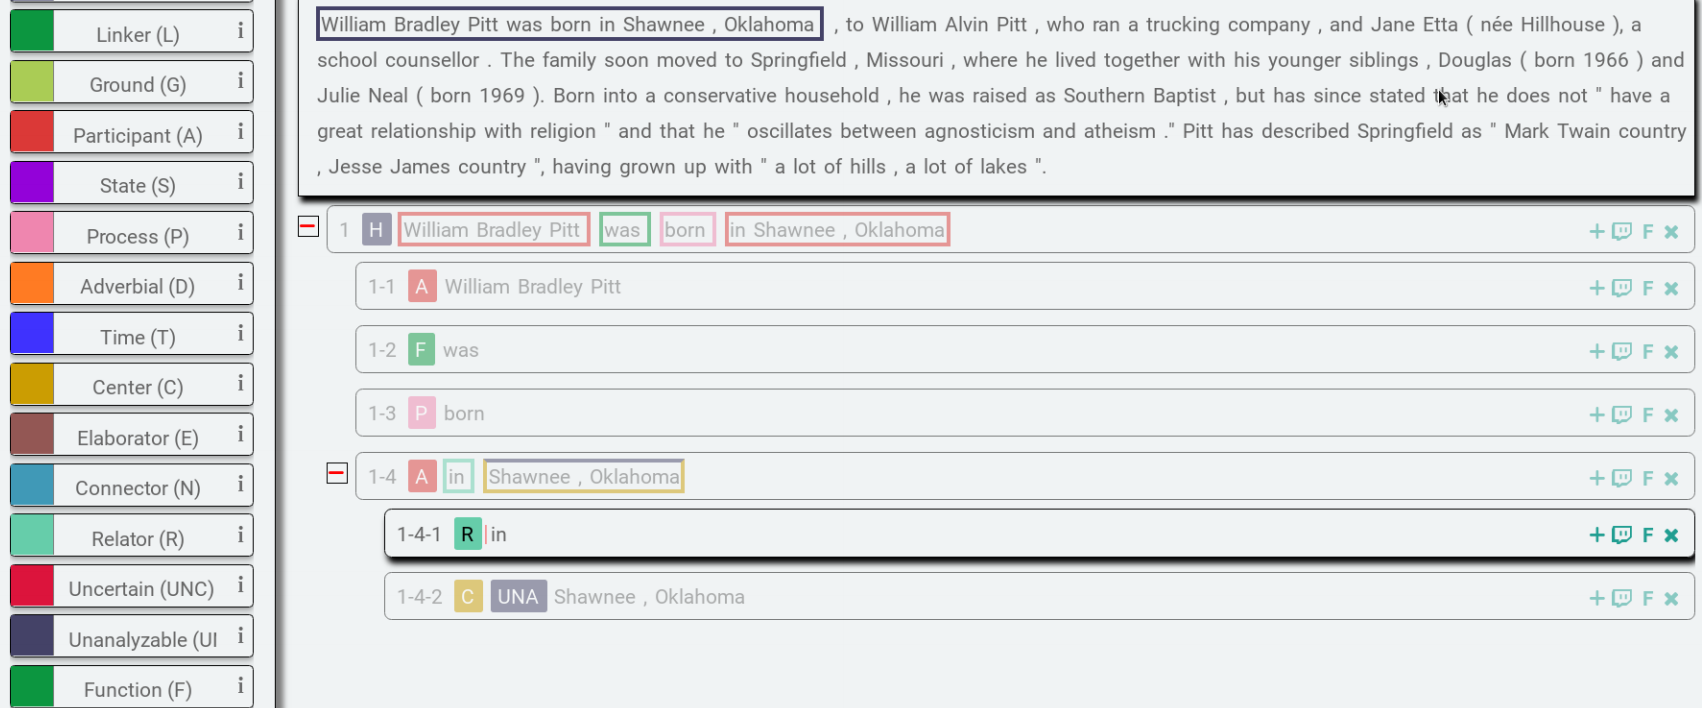 Linker (L) i
Ground (G) i
Participant (A) i
State (S) i
Process (P) i
Adverbial (D) i
Time (T) i
Center (C) i
Elaborator (E) i
Connector (N) i
Relator (R) i
Uncertain (UNC) i
Unanalyzable (UI i
Function (F) i
William Bradley Pitt was born in Shawnee , Oklahoma , to William Alvin Pitt , who ran a trucking company , and Jane Etta ( née Hillhouse ), a
school counsellor . The family soon moved to Springfield , Missouri , where he lived together with his younger siblings , Douglas ( born 1966 ) and
Julie Neal ( born 1969 ). Born into a conservative household , he was raised as Southern Baptist , but has since stated that he does not " have a
great relationship with religion " and that he " oscillates between agnosticism and atheism ." Pitt has described Springfield as " Mark Twain country
, Jesse James country ", having grown up with " a lot of hills , a lot of lakes ".
1 H William Bradley Pitt was born in Shawnee , Oklahoma F
1-1 A William Bradley Pitt F
1-2 F was F
1-3 P born F
1-4 A in Shawnee , Oklahoma F
1-4-1 R in F
1-4-2 C UNA Shawnee , Oklahoma F